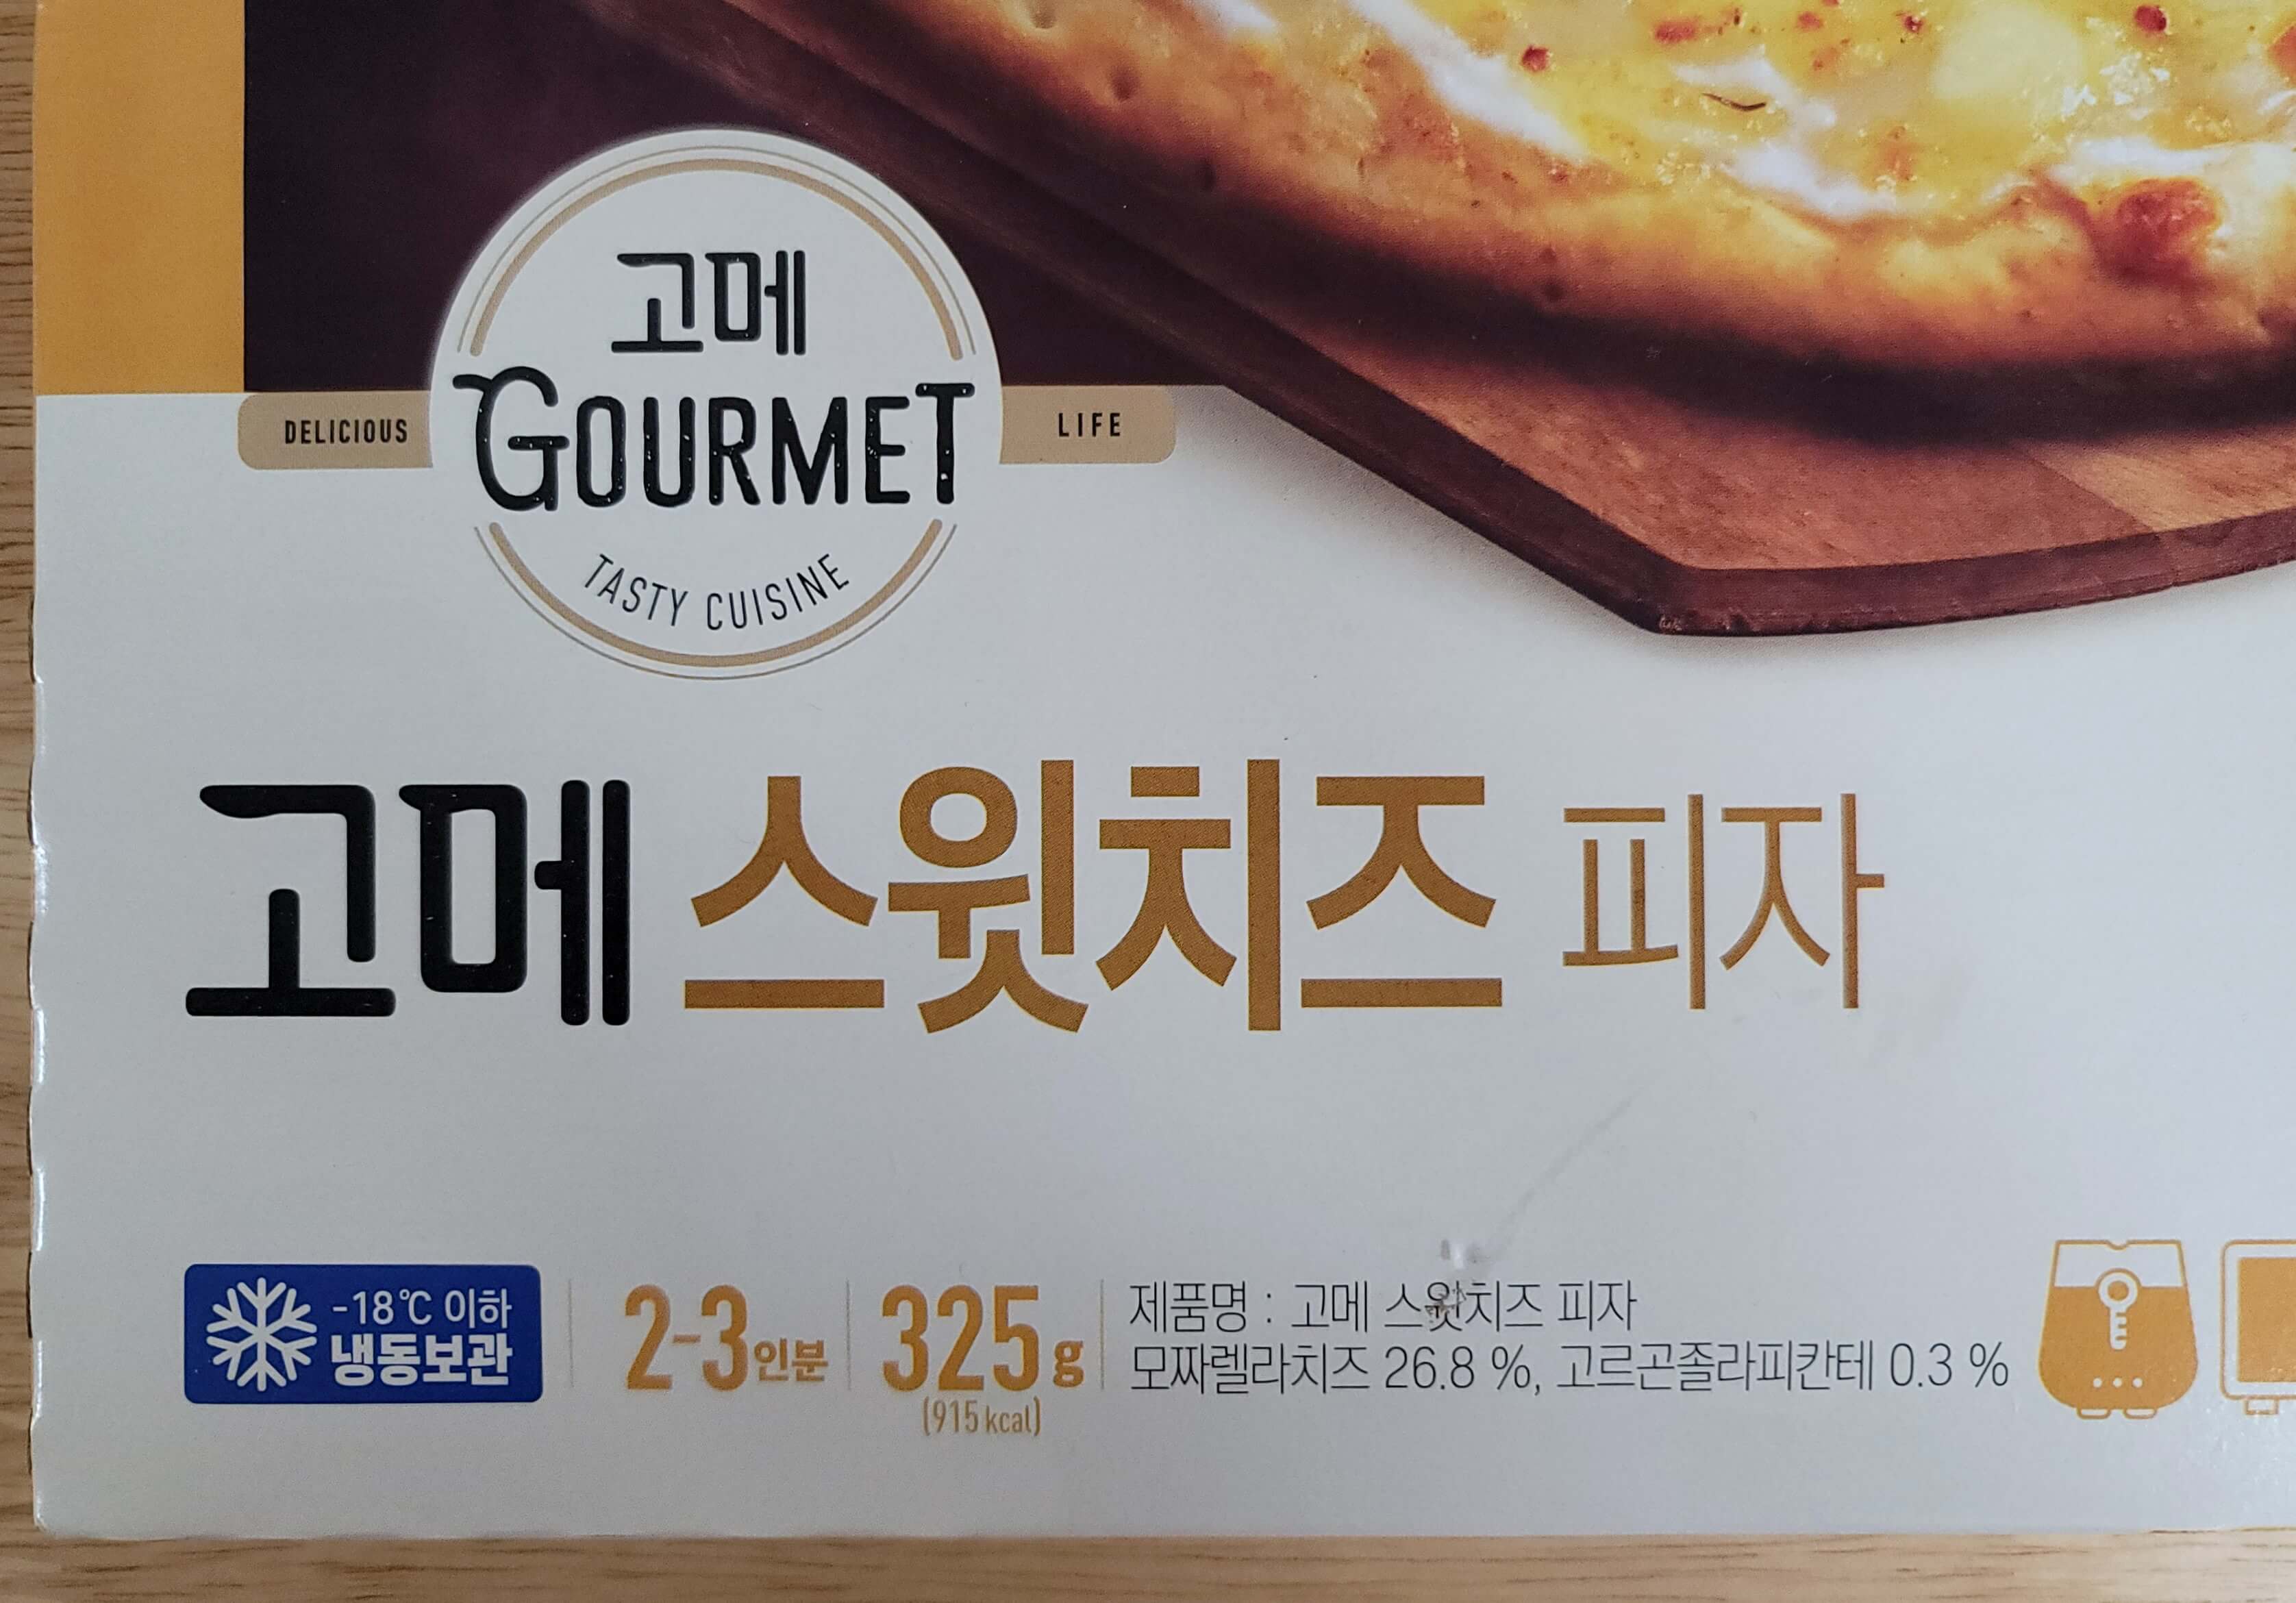 고메
GOURMET
DELICIOUS
LIFE
TASTY CUISINE
고메 스윗치즈 피자
-18℃ 이하
냉동보관
2-3인분
325g
(915 kcal)
제품명 : 고메 스윗치즈 피자
모짜렐라치즈 26.8 %, 고르곤졸라피칸테 0.3 %